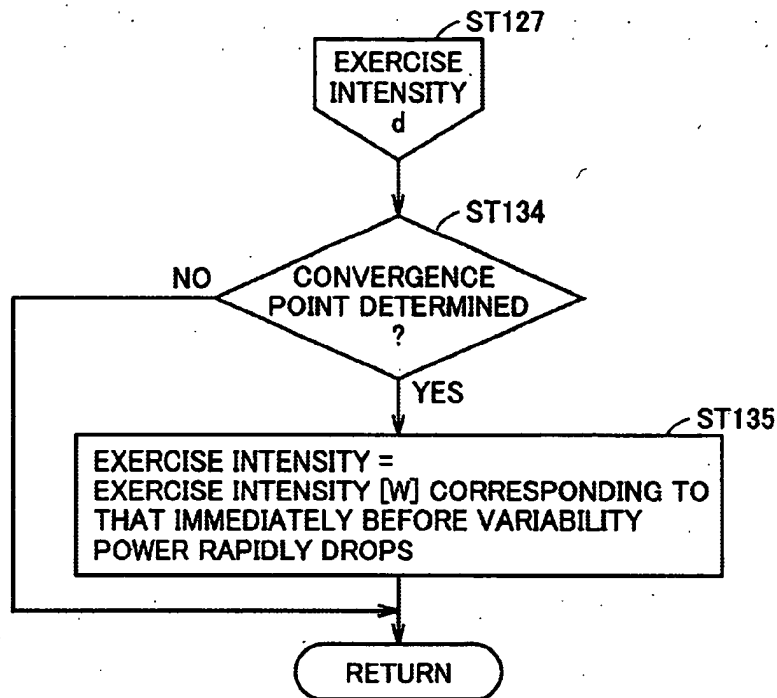 ST127
EXERCISE
INTENSITY
d
ST134
CONVERGENCE
POINT DETERMINED
?
NO
YES
ST135
EXERCISE INTENSITY =
EXERCISE INTENSITY [W] CORRESPONDING TO
THAT IMMEDIATELY BEFORE VARIABILITY
POWER RAPIDLY DROPS
RETURN